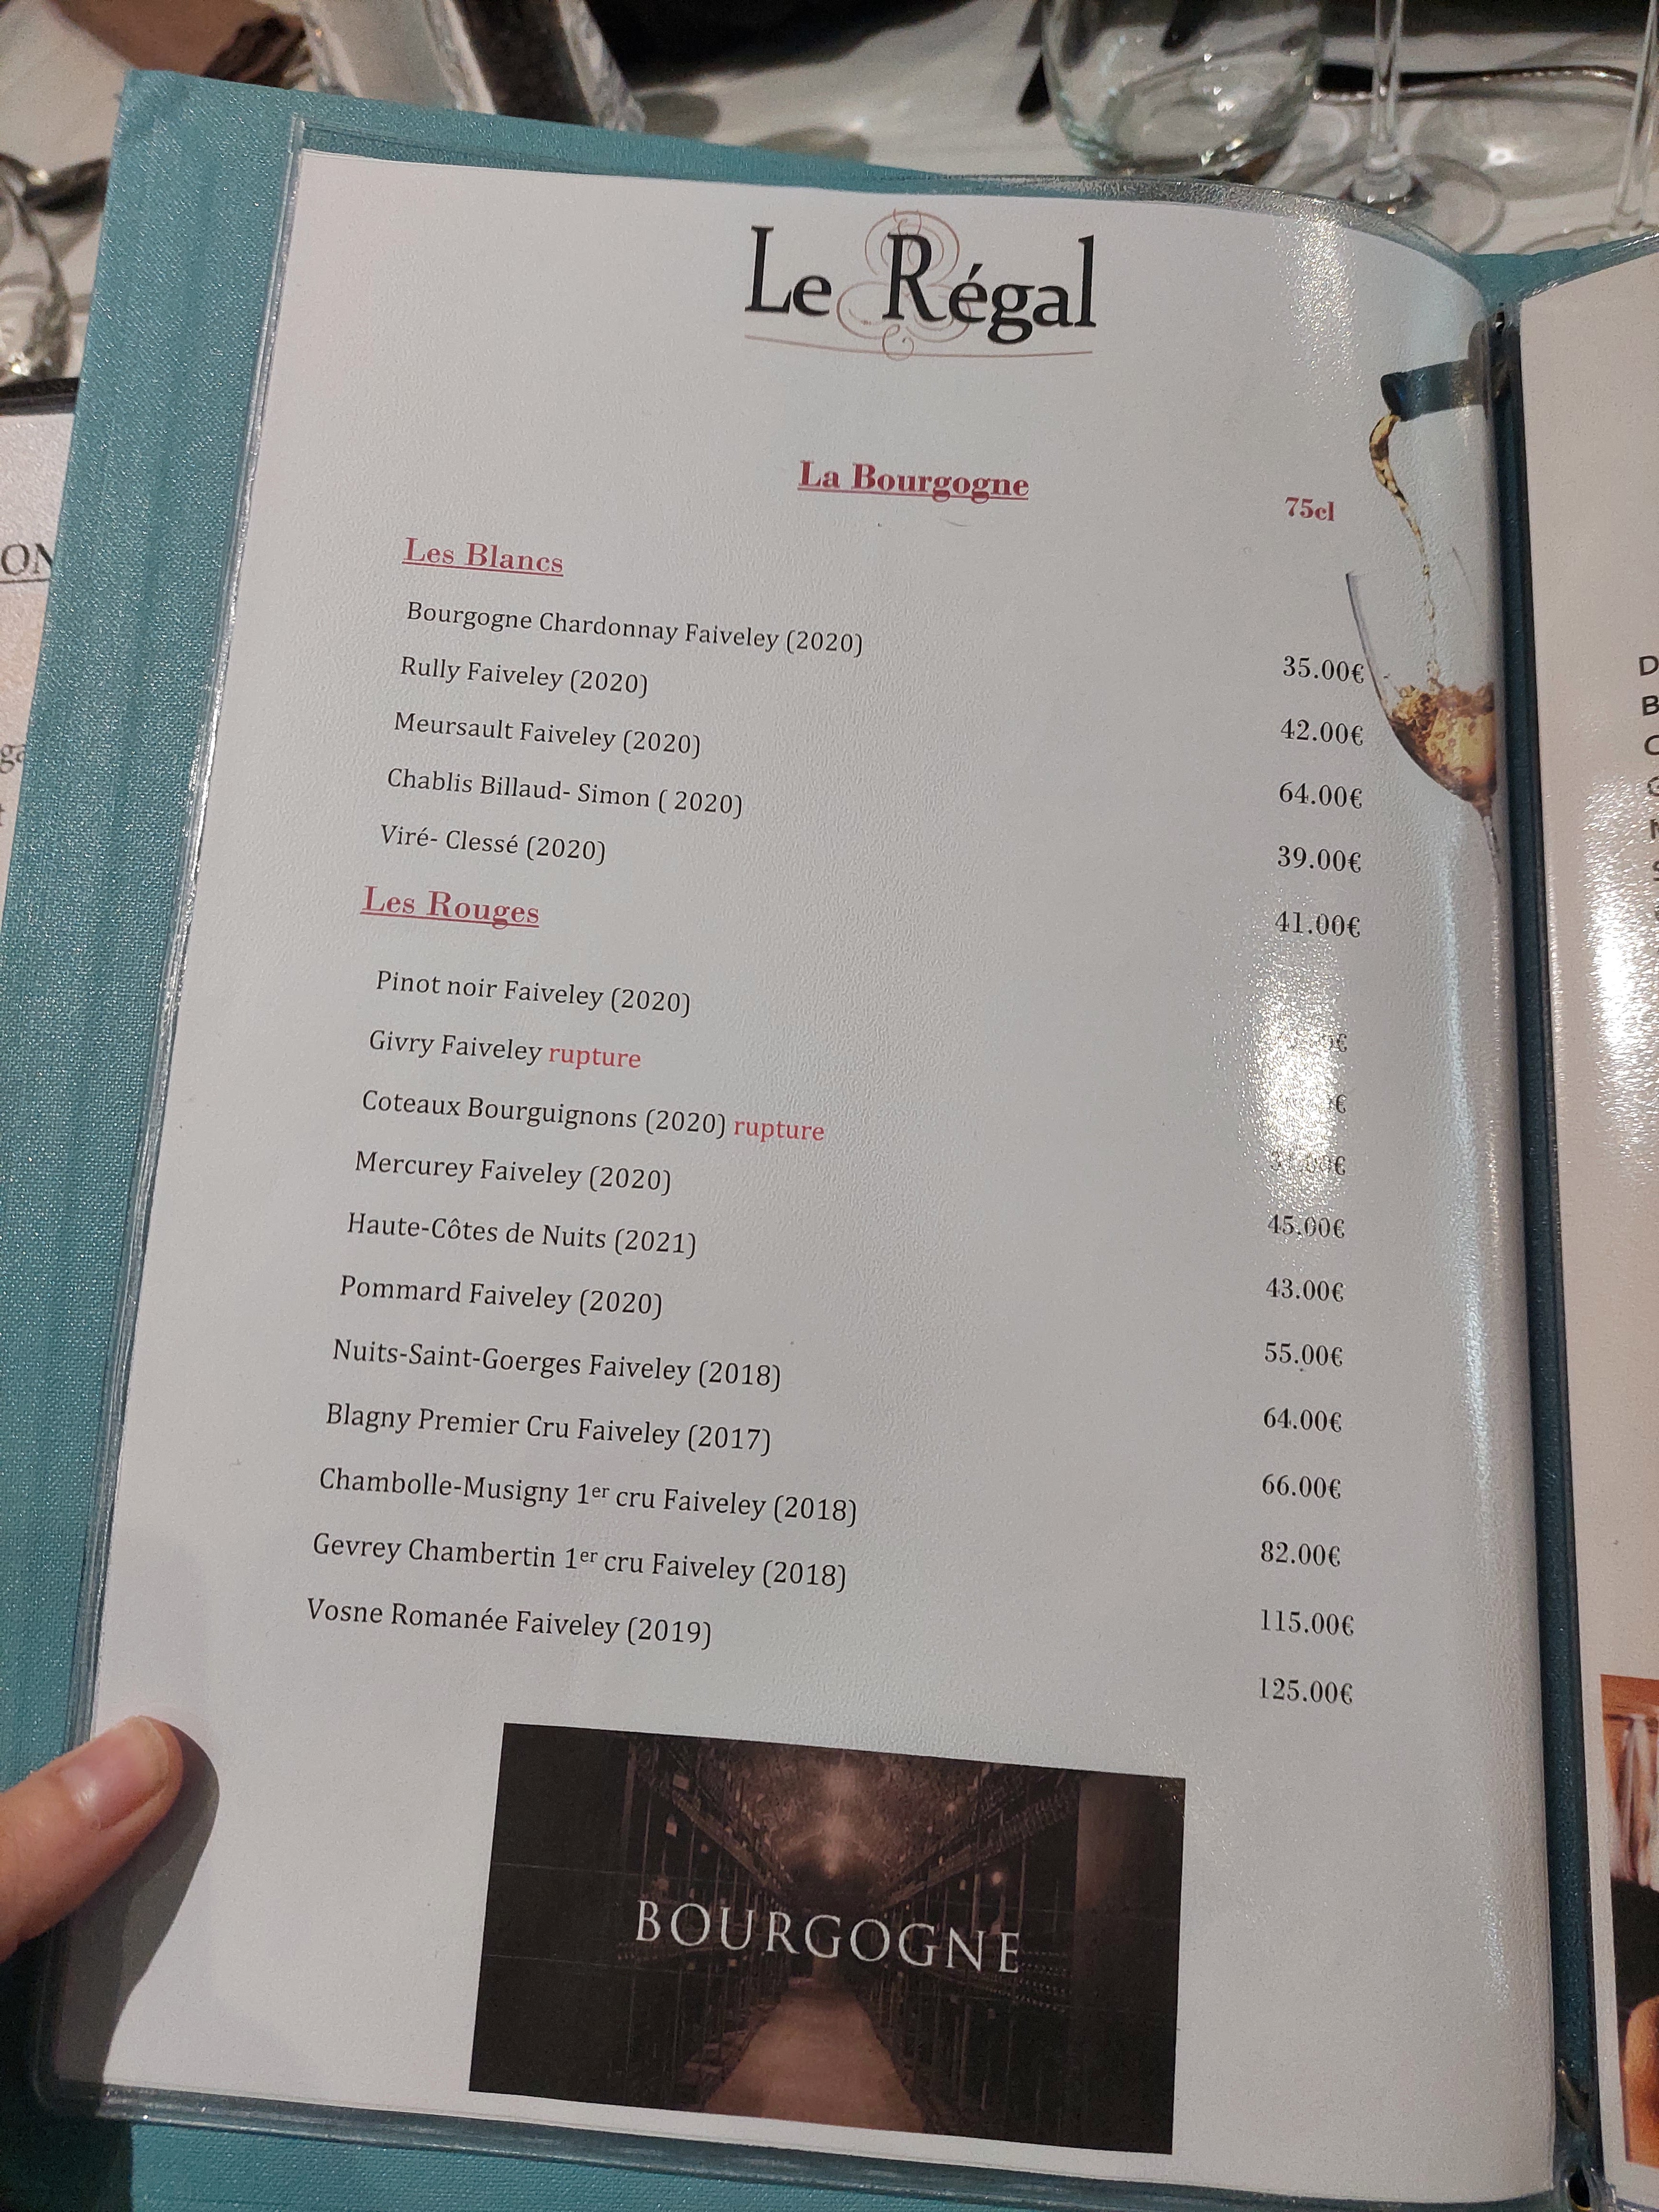 Le Régal
La Bourgogne
75cl
Les Blancs
Bourgogne Chardonnay Faiveley (2020) 35.00€
Rully Faiveley (2020) 42.00€
Meursault Faiveley (2020) 64.00€
Chablis Billaud- Simon ( 2020) 39.00€
Viré- Clessé (2020) 41.00€
Les Rouges
Pinot noir Faiveley (2020)
Givry Faiveley rupture
Coteaux Bourguignons (2020) rupture
Mercurey Faiveley (2020) 45.00€
Haute-Côtes de Nuits (2021) 43.00€
Pommard Faiveley (2020) 55.00€
Nuits-Saint-Goerges Faiveley (2018) 64.00€
Blagny Premier Cru Faiveley (2017) 66.00€
Chambolle-Musigny 1er cru Faiveley (2018) 82.00€
Gevrey Chambertin 1er cru Faiveley (2018) 115.00€
Vosne Romanée Faiveley (2019) 125.00€
BOURGOGNE